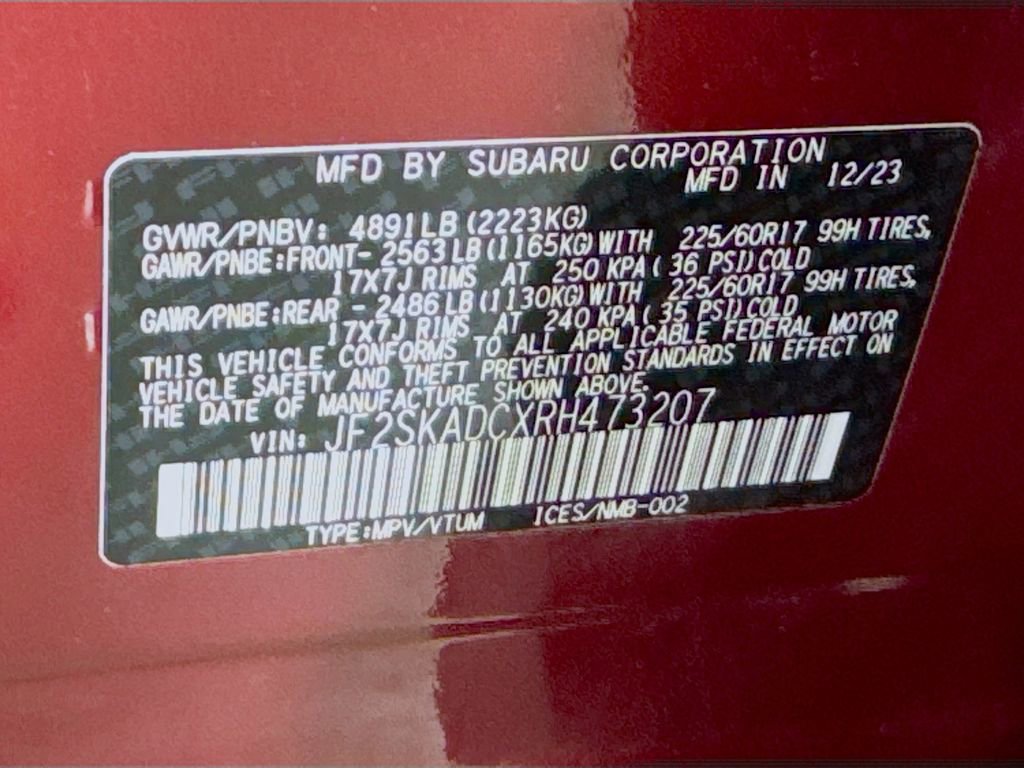 MFD BY SUBARU CORPORATION
MFD IN 12/23
GVWR/PNBV: 4891LB (2223KG)
GAWR/PNBE:FRONT- 2563LB (1165KG) WITH 225/60R17 99H TIRES,
17X7J RIMS AT 250 KPA ( 36 PSI) COLD
GAWR/PNBE:REAR - 2486LB (1130KG) WITH 225/60R17 99H TIRES,
17X7J RIMS AT 240 KPA ( 35 PSI) COLD
THIS VEHICLE CONFORMS TO ALL APPLICABLE FEDERAL MOTOR
VEHICLE SAFETY AND THEFT PREVENTION STANDARDS IN EFFECT ON
THE DATE OF MANUFACTURE SHOWN ABOVE.
VIN: JF2SKADCXRH473207
TYPE:MPV/VTUM ICES/NMB-002